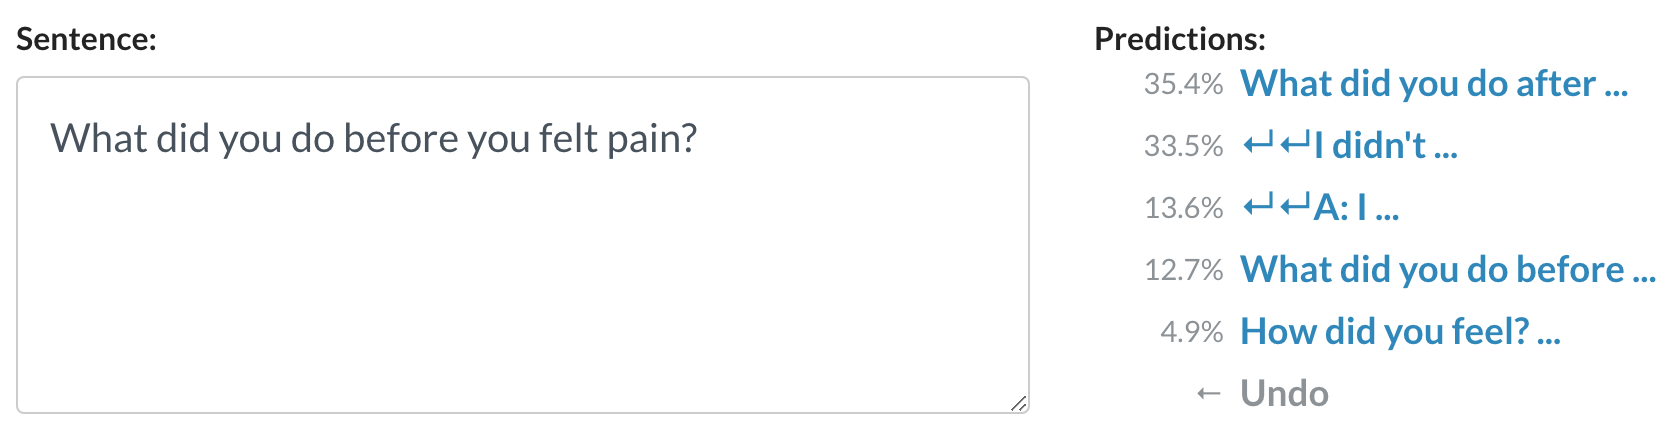 Sentence:
What did you do before you felt pain?
Predictions:
35.4% What did you do after ...
33.5% ↵↵I didn't ...
13.6% ↵↵A: I ...
12.7% What did you do before ...
4.9% How did you feel? ...
← Undo